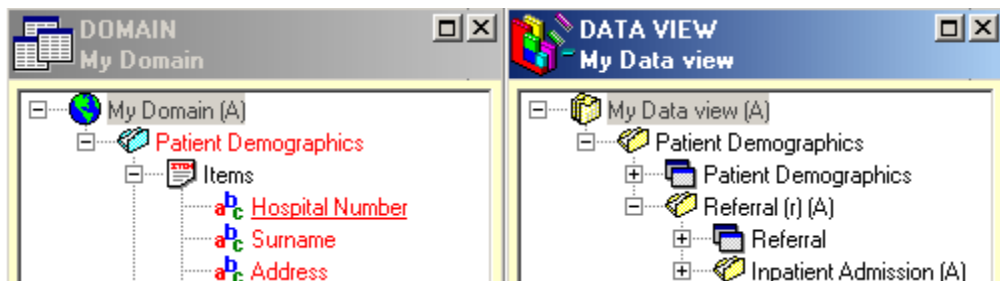 DOMAIN
My Domain
My Domain (A)
Patient Demographics
Items
Hospital Number
Surname
Address
DATA VIEW
My Data view
My Data view (A)
Patient Demographics
Patient Demographics
Referral (r) (A)
Referral
Inpatient Admission (A)